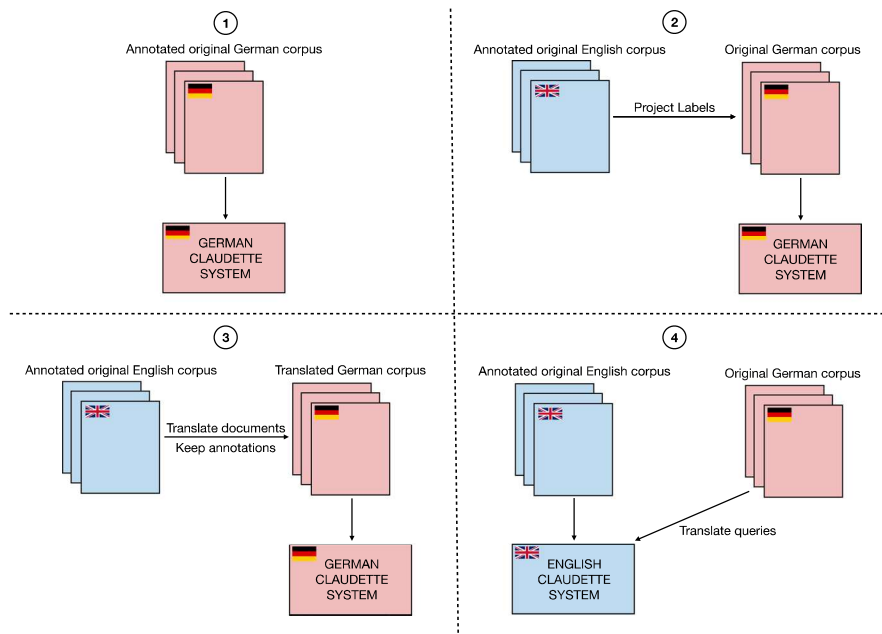 1
Annotated original German corpus
GERMAN
CLAUDETTE
SYSTEM
2
Annotated original English corpus
Original German corpus
Project Labels
GERMAN
CLAUDETTE
SYSTEM
3
Annotated original English corpus
Translated German corpus
Translate documents
Keep annotations
GERMAN
CLAUDETTE
SYSTEM
4
Annotated original English corpus
Original German corpus
Translate queries
ENGLISH
CLAUDETTE
SYSTEM